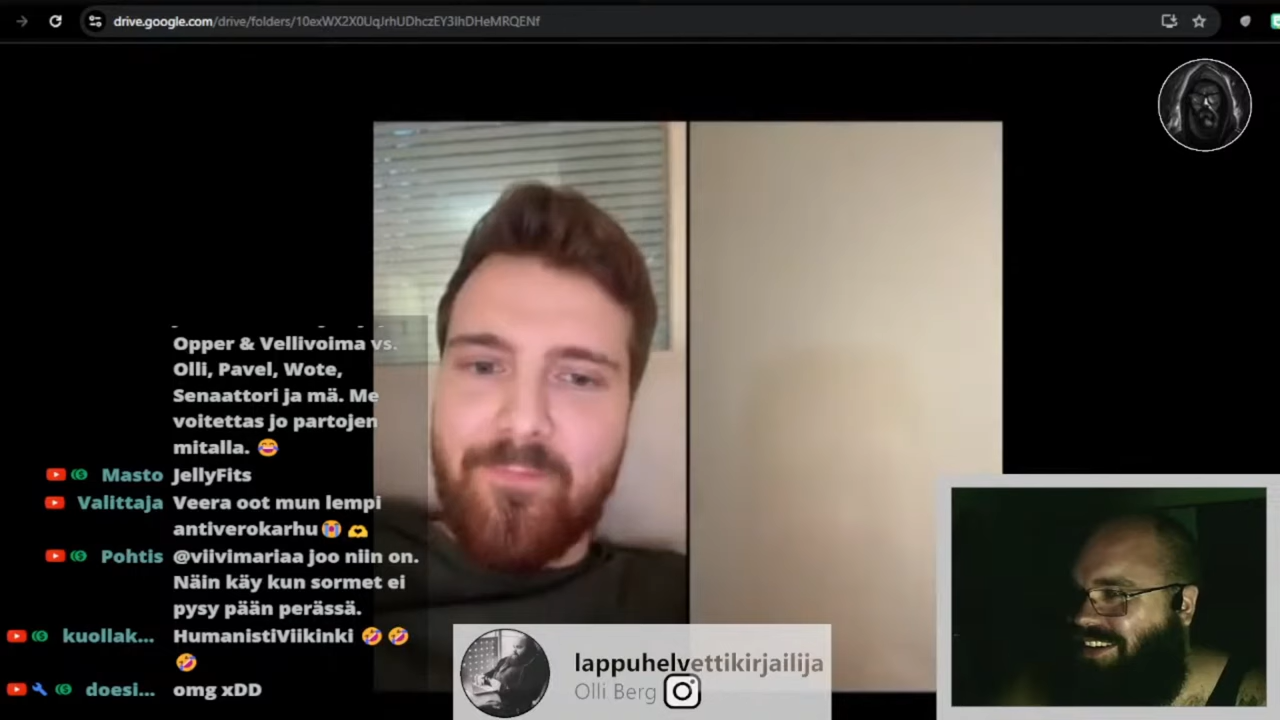 drive.google.com/drive/folders/10exWX2X0UqJrhUDhczEY3IhDHeMRQENf
Opper & Vellivoima vs.
Olli, Pavel, Wote,
Senaattori ja mä. Me
voitettas jo partojen
mitalla. 😂
Masto JellyFits
Valittaja Veera oot mun lempi
antiverokarhu😭 🫶
Pohtis @viivimariaa joo niin on.
Näin käy kun sormet ei
pysy pään perässä.
kuollak... HumanistiViikinki 🤣 🤣
🤣
doesi... omg xDD
lappuhelvettikirjailija
Olli Berg